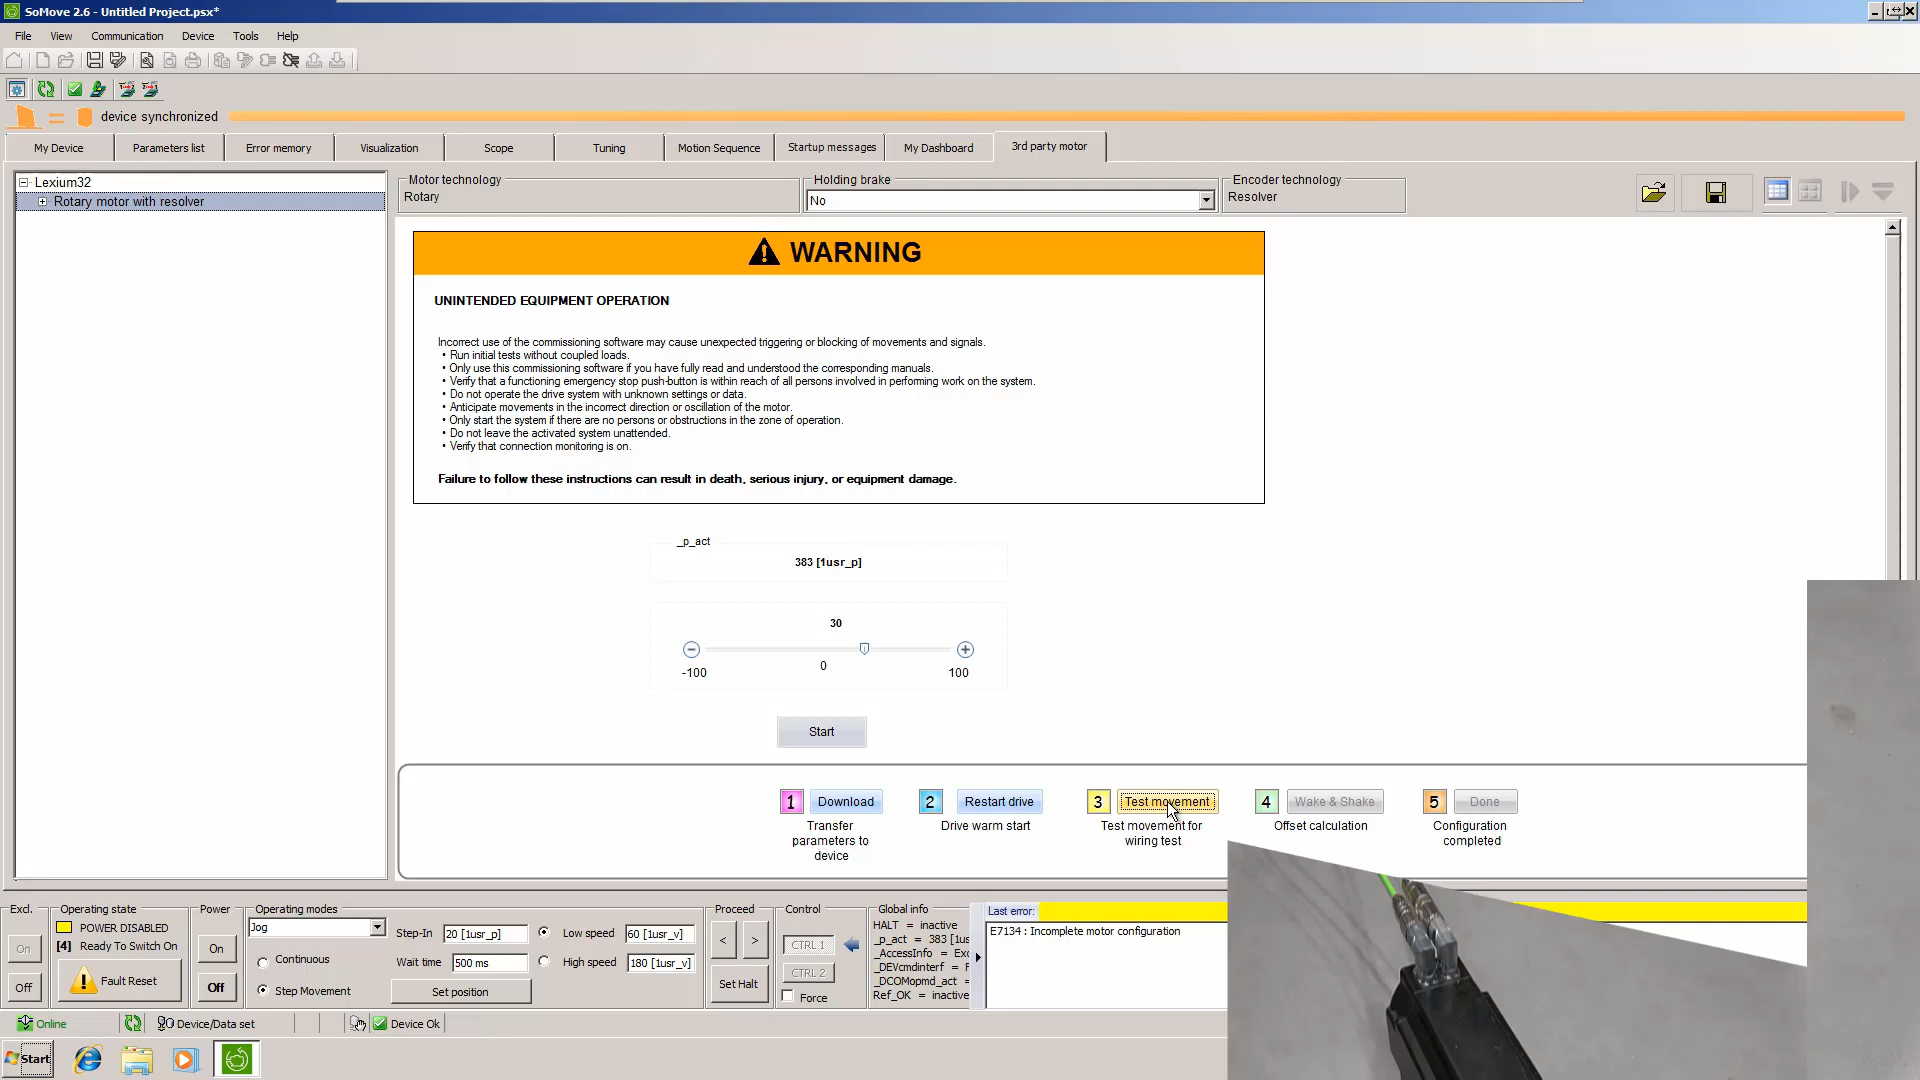 SoMove 2.6 - Untitled Project.psx*
File View Communication Device Tools Help
device synchronized
My Device Parameters list Error memory Visualization Scope Tuning Motion Sequence Startup messages My Dashboard 3rd party motor
Lexium32
Rotary motor with resolver
Motor technology
Rotary
Holding brake
No
Encoder technology
Resolver
WARNING
UNINTENDED EQUIPMENT OPERATION
Incorrect use of the commissioning software may cause unexpected triggering or blocking of movements and signals.
• Run initial tests without coupled loads.
• Only use this commissioning software if you have fully read and understood the corresponding manuals.
• Verify that a functioning emergency stop push-button is within reach of all persons involved in performing work on the system.
• Do not operate the drive system with unknown settings or data.
• Anticipate movements in the incorrect direction or oscillation of the motor.
• Only start the system if there are no persons or obstructions in the zone of operation.
• Do not leave the activated system unattended.
• Verify that connection monitoring is on.
Failure to follow these instructions can result in death, serious injury, or equipment damage.
_p_act
383 [1usr_p]
30
-100 0 100
Start
1 Download
Transfer
parameters to
device
2 Restart drive
Drive warm start
3 Test movement
Test movement for
wiring test
4 Wake & Shake
Offset calculation
5 Done
Configuration
completed
Excl.
On
Off
Operating state
POWER DISABLED
[4] Ready To Switch On
Fault Reset
Power
On
Off
Operating modes
Jog
Continuous
Step Movement
Step-In 20 [1usr_p]
Wait time 500 ms
Low speed 60 [1usr_v]
High speed 180 [1usr_v]
Set position
Proceed
< >
Set Halt
Control
CTRL 1
CTRL 2
Force
Global info
HALT = inactive
_p_act = 383 [1us
_AccessInfo = Exc
_DEVcmdinterf = F
_DCOMopmd_act =
Ref_OK = inactive
Last error:
E7134 : Incomplete motor configuration
Online Device/Data set Device Ok
Start